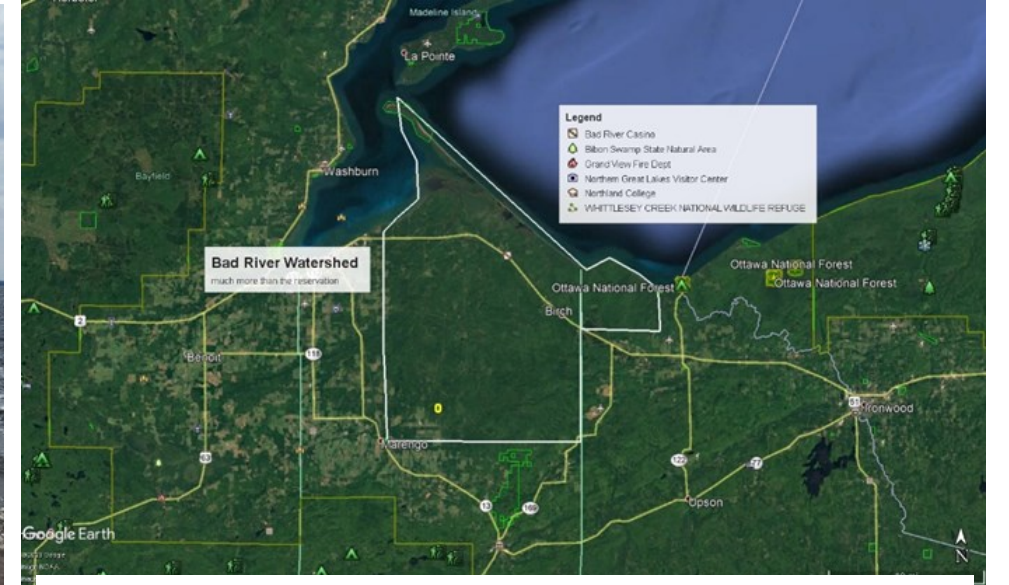 Madeline Island
La Pointe
Legend
Bad River Casino
Bibon Swamp State Natural Area
Grand View Fire Dept
Northern Great Lakes Visitor Center
Northland College
WHITTLESEY CREEK NATIONAL WILDLIFE REFUGE
Washburn
Bayfield
Bad River Watershed
much more than the reservation
Ottawa National Forest
Ottawa National Forest
Ottawa National Forest
Birch
2
Benoit
118
51
Ironwood
0
Marengo
63
122
77
Upson
13
169
Google Earth
N